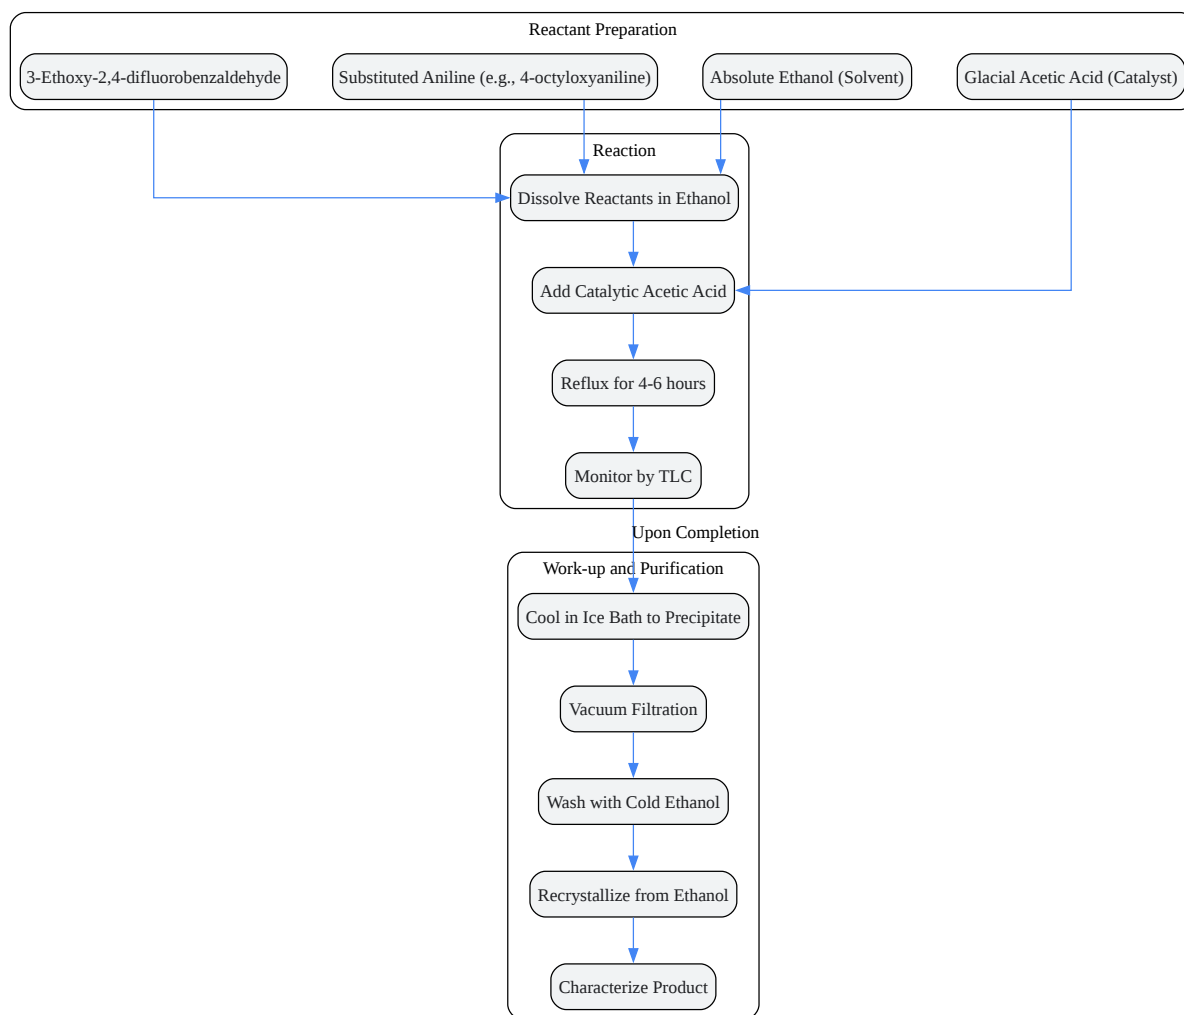 Reactant Preparation
3-Ethoxy-2,4-difluorobenzaldehyde
Substituted Aniline (e.g., 4-octyloxyaniline)
Absolute Ethanol (Solvent)
Glacial Acetic Acid (Catalyst)
Reaction
Dissolve Reactants in Ethanol
Add Catalytic Acetic Acid
Reflux for 4-6 hours
Monitor by TLC
Upon Completion
Work-up and Purification
Cool in Ice Bath to Precipitate
Vacuum Filtration
Wash with Cold Ethanol
Recrystallize from Ethanol
Characterize Product